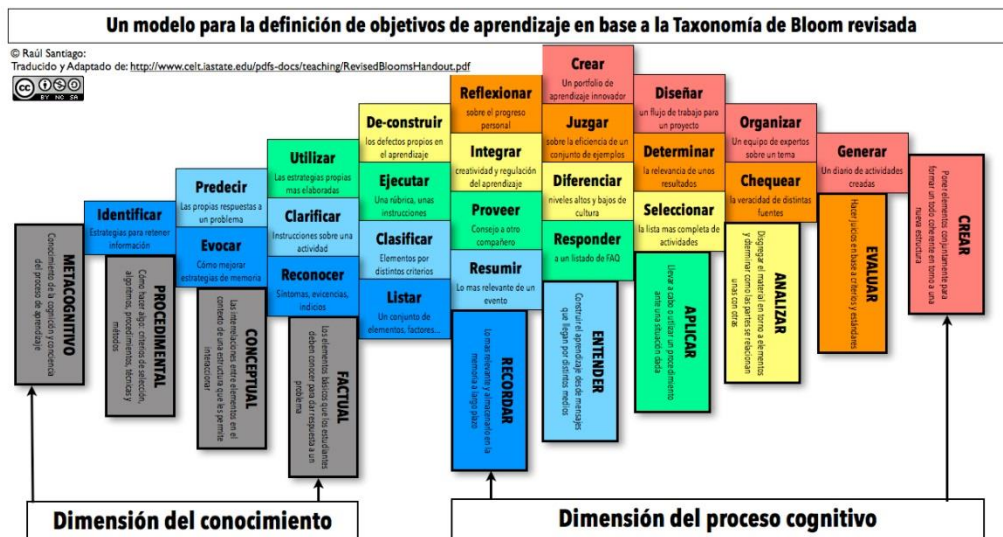 Un modelo para la definición de objetivos de aprendizaje en base a la Taxonomía de Bloom revisada
© Raúl Santiago:
Traducido y Adaptado de: http://www.celt.iastate.edu/pdfs-docs/teaching/RevisedBloomsHandout.pdf
CC
BY NC SA
Crear
Un portfolio de
aprendizaje innovador
Reflexionar
sobre el progreso
personal
Diseñar
un flujo de trabajo para
un proyecto
De-construir
los defectos propios en
el aprendizaje
Juzgar
sobre la eficiencia de un
conjunto de ejemplos
Organizar
Un equipo de expertos
sobre un tema
Utilizar
Las estrategias propias
mas elaboradas
Integrar
creatividad y regulación
del aprendizaje
Determinar
la relevancia de unos
resultados
Generar
Un diario de actividades
creadas
Predecir
Las propias respuestas a
un problema
Ejecutar
Una rúbrica, unas
instrucciones
Diferenciar
niveles altos y bajos de
cultura
Chequear
la veracidad de distintas
fuentes
Identificar
Estrategias para retener
información
Clarificar
Instrucciones sobre una
actividad
Proveer
Consejo a otro
compañero
Seleccionar
la lista mas completa de
actividades
Evocar
Cómo mejorar
estrategias de memoria
Clasificar
Elementos por
distintos criterios
Responder
a un listado de FAQ
Reconocer
Síntomas, evicencias,
indicios
Resumir
Lo mas relevante de un
evento
Listar
Un conjunto de
elementos, factores...
METACOGNITIVO
Conocimiento de la cognición y conciencia
del proceso de aprendizaje
PROCEDIMENTAL
Cómo hacer algo: criterios de selección,
algoritmos, procedimientos, técnicas y
métodos
CONCEPTUAL
Las interrelaciones entre elementos en el
contexto de una estructura que les permite
interaccionar
FACTUAL
Los elementos básicos que los estudiantes
deben conocer para dar respuesta a un
problema
RECORDAR
Lo mas relevante y almacenarlo en la
memoria a largo plazo
ENTENDER
Construir el aprendizaje desde mensajes
que llegan por distintos medios
APLICAR
Llevar a cabo o utilizar un procedimiento
ante una situación dada
ANALIZAR
Disgregar el material en torno a elementos
y dterminar como las partes se relacionan
unas con otras
EVALUAR
Hacer juicios en base a criterios y estándares
CREAR
Poner elementos conjuntamente para
formar un todo coherente en torno a una
nueva estructura
Dimensión del conocimiento
Dimensión del proceso cognitivo